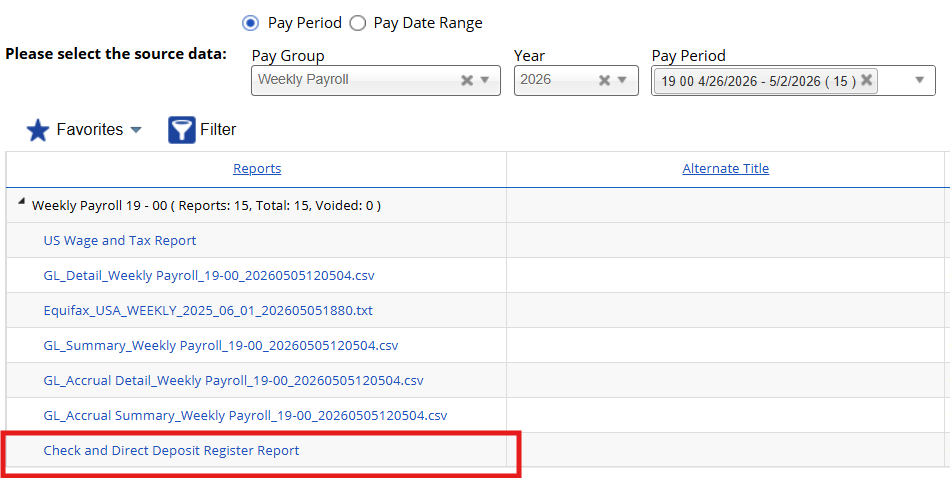 Pay Period Pay Date Range
Please select the source data:
Pay Group Year Pay Period
Weekly Payroll 2026 19 00 4/26/2026 - 5/2/2026 ( 15 )
Favorites Filter
Reports Alternate Title
Weekly Payroll 19 - 00 ( Reports: 15, Total: 15, Voided: 0 )
US Wage and Tax Report
GL_Detail_Weekly Payroll_19-00_20260505120504.csv
Equifax_USA_WEEKLY_2025_06_01_202605051880.txt
GL_Summary_Weekly Payroll_19-00_20260505120504.csv
GL_Accrual Detail_Weekly Payroll_19-00_20260505120504.csv
GL_Accrual Summary_Weekly Payroll_19-00_20260505120504.csv
Check and Direct Deposit Register Report